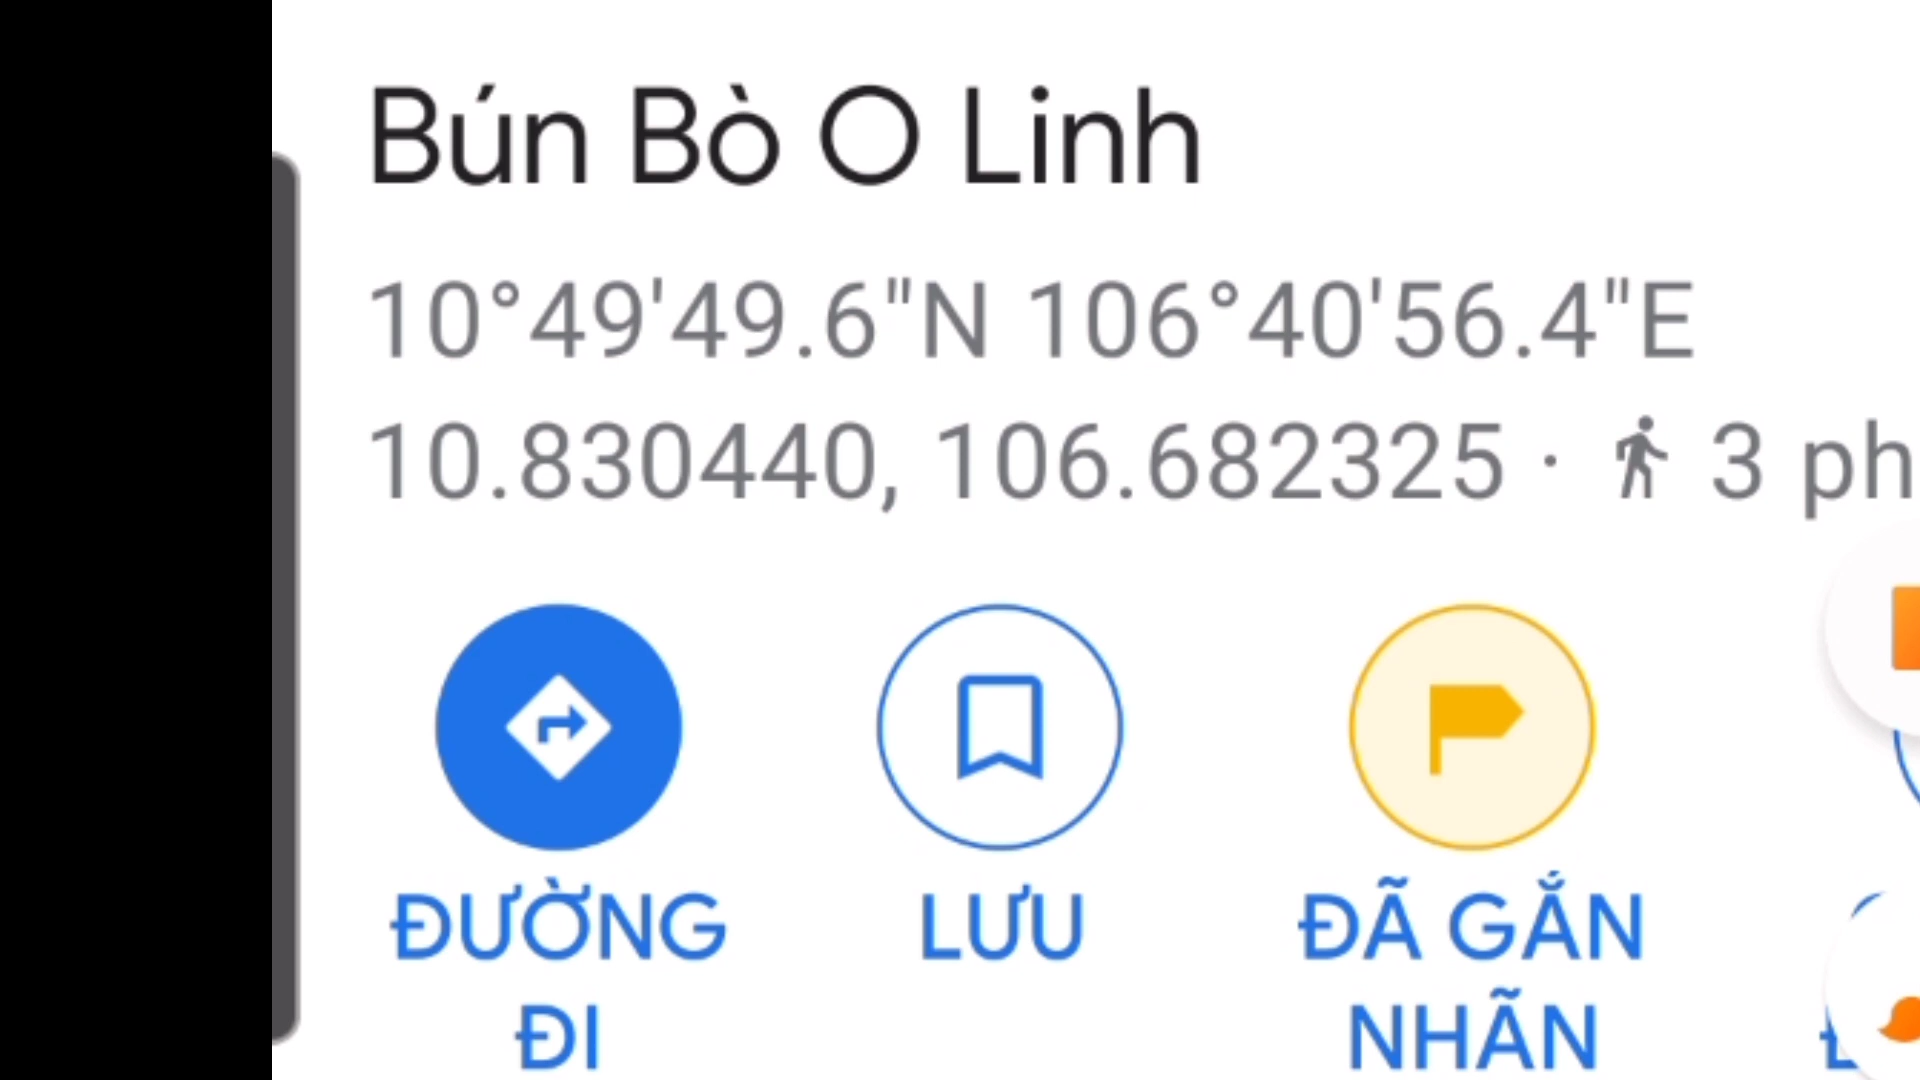 Bún Bò O Linh
10°49'49.6"N 106°40'56.4"E
10.830440, 106.682325 · 3 ph
ĐƯỜNG ĐI
LƯU
ĐÃ GẮN NHÃN